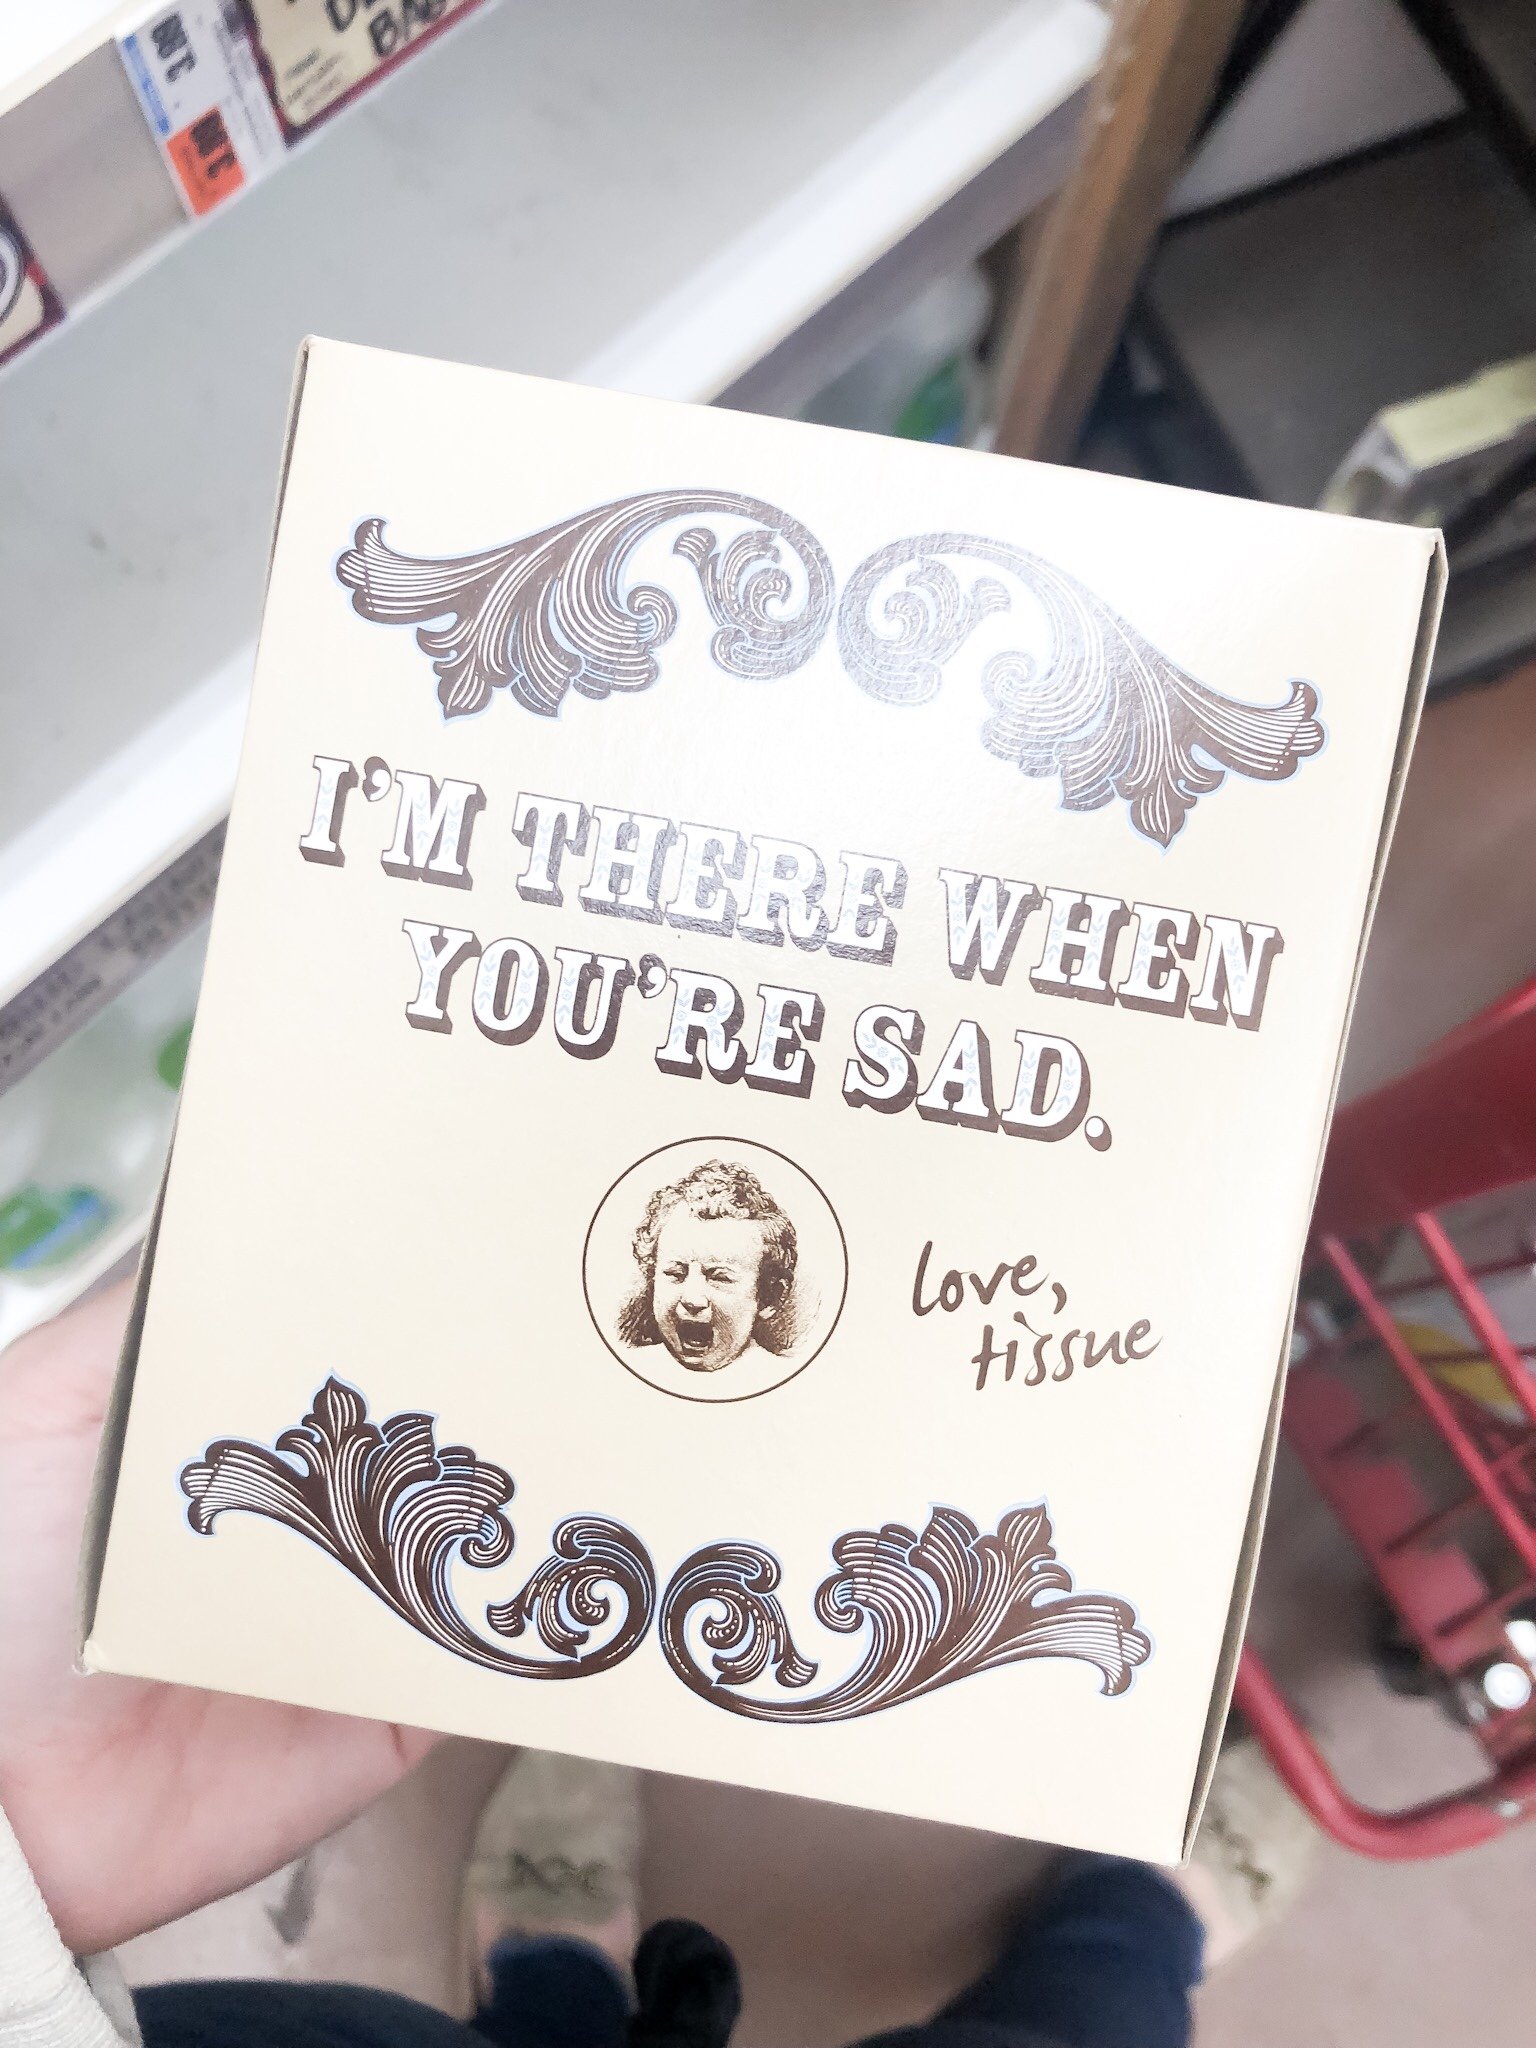 I'M THERE WHEN
YOU'RE SAD.
love,
tissue